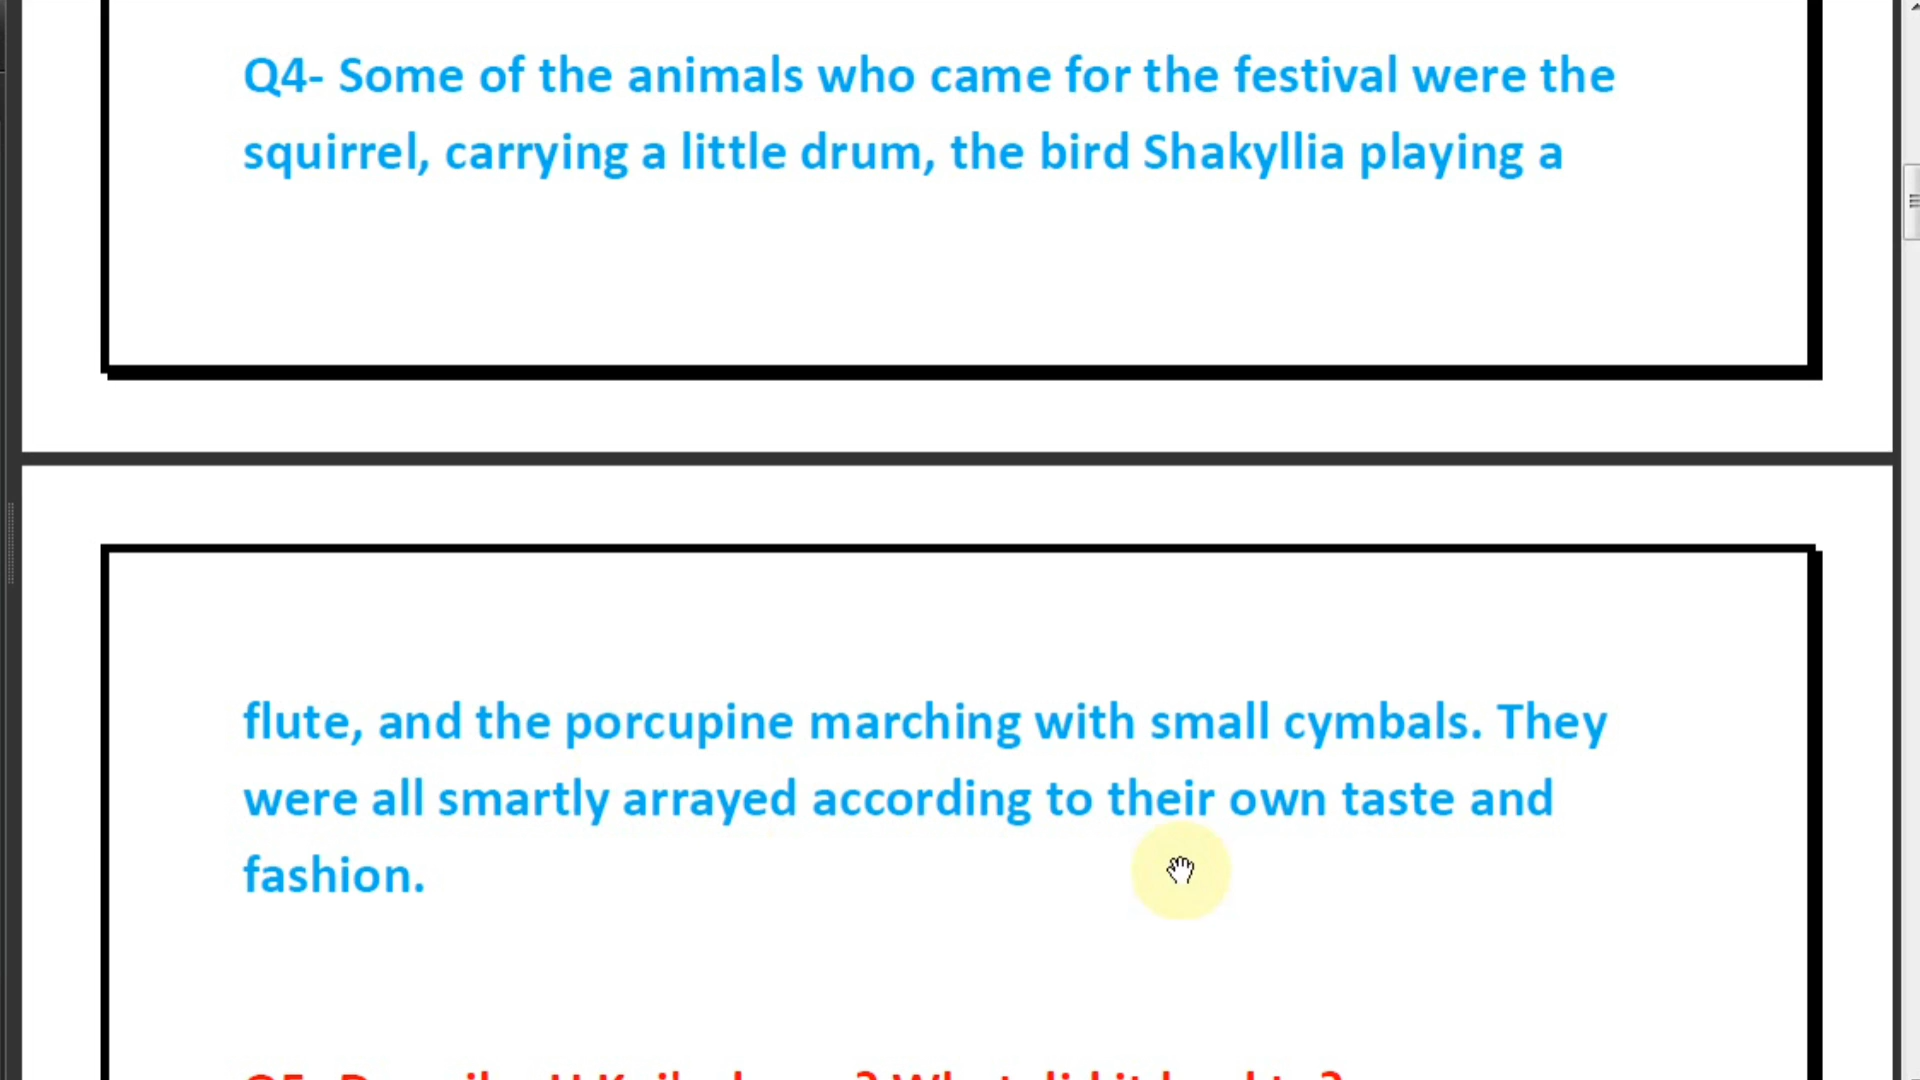 Q4- Some of the animals who came for the festival were the
squirrel, carrying a little drum, the bird Shakyllia playing a
flute, and the porcupine marching with small cymbals. They
were all smartly arrayed according to their own taste and
fashion.